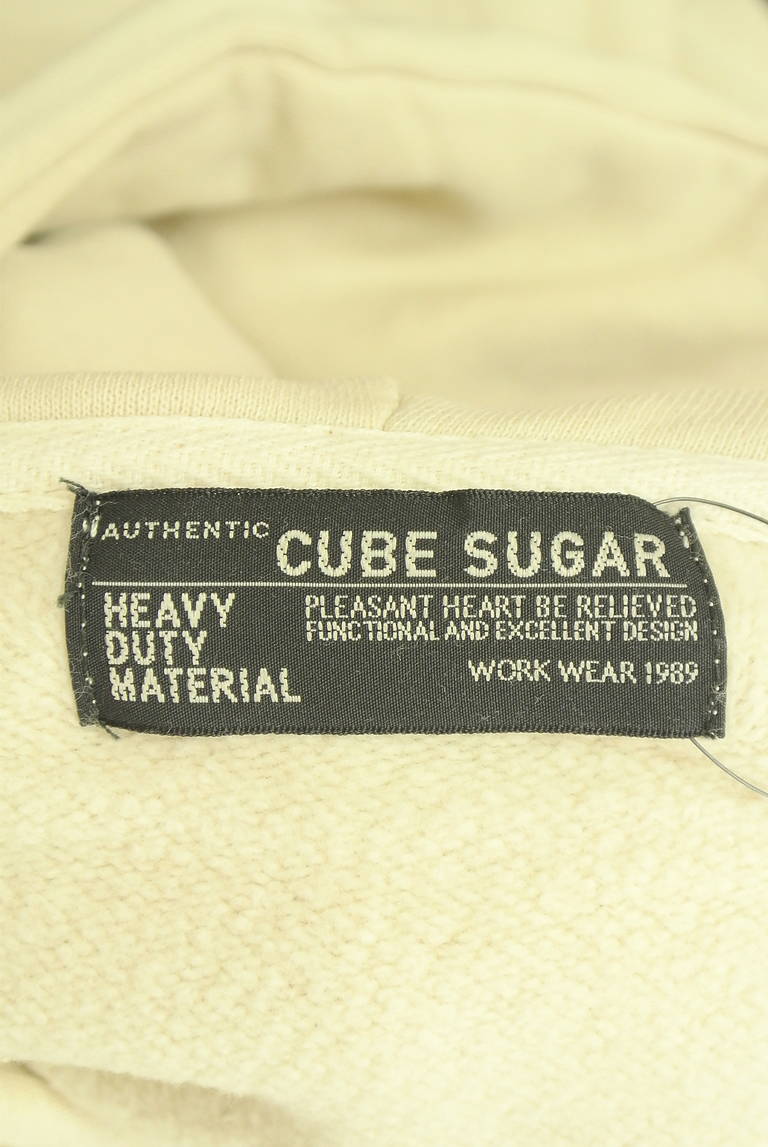 AUTHENTIC CUBE SUGAR
HEAVY
DUTY
MATERIAL
PLEASANT HEART BE RELIEVED
FUNCTIONAL AND EXCELLENT DESIGN
WORK WEAR 1989